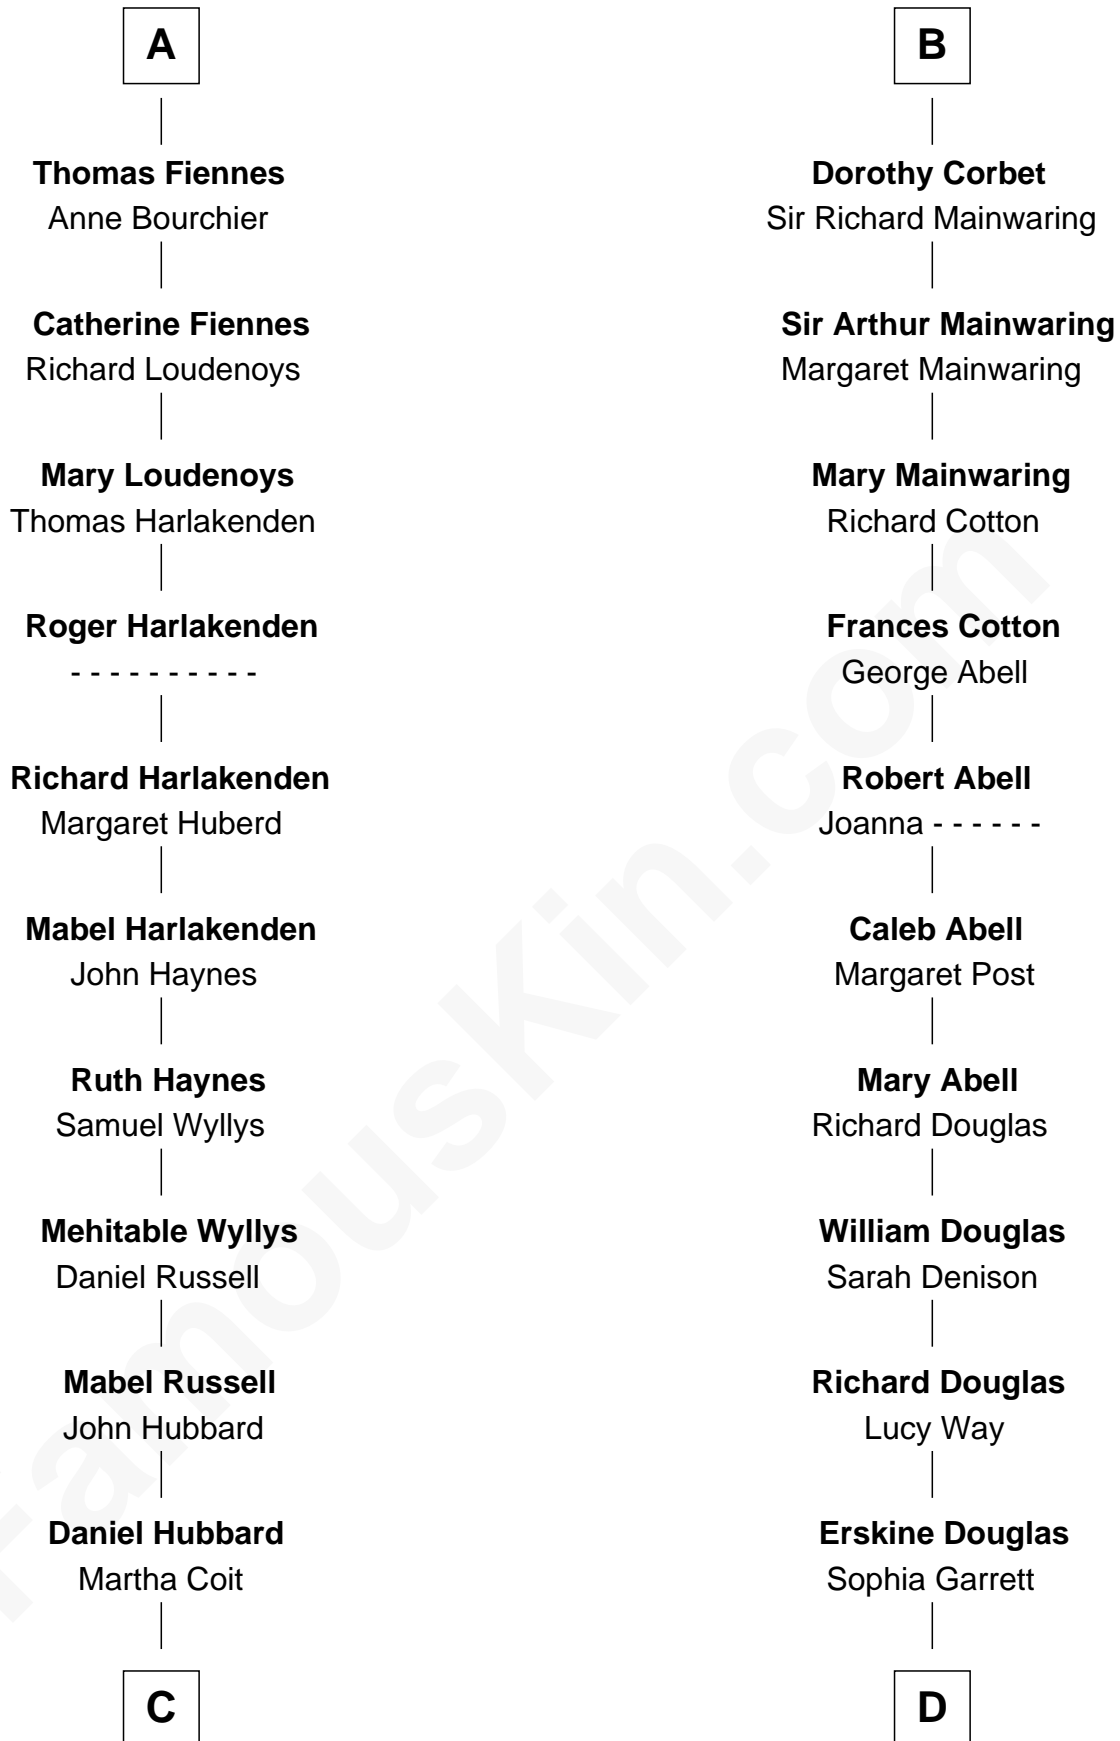 A
Thomas Fiennes
Anne Bourchier
Catherine Fiennes
Richard Loudenoys
Mary Loudenoys
Thomas Harlakenden
Roger Harlakenden
- - - - - - - - - -
Richard Harlakenden
Margaret Huberd
Mabel Harlakenden
John Haynes
Ruth Haynes
Samuel Wyllys
Mehitable Wyllys
Daniel Russell
Mabel Russell
John Hubbard
Daniel Hubbard
Martha Coit
C
B
Dorothy Corbet
Sir Richard Mainwaring
Sir Arthur Mainwaring
Margaret Mainwaring
Mary Mainwaring
Richard Cotton
Frances Cotton
George Abell
Robert Abell
Joanna - - - - - -
Caleb Abell
Margaret Post
Mary Abell
Richard Douglas
William Douglas
Sarah Denison
Richard Douglas
Lucy Way
Erskine Douglas
Sophia Garrett
D
FamousKin.com